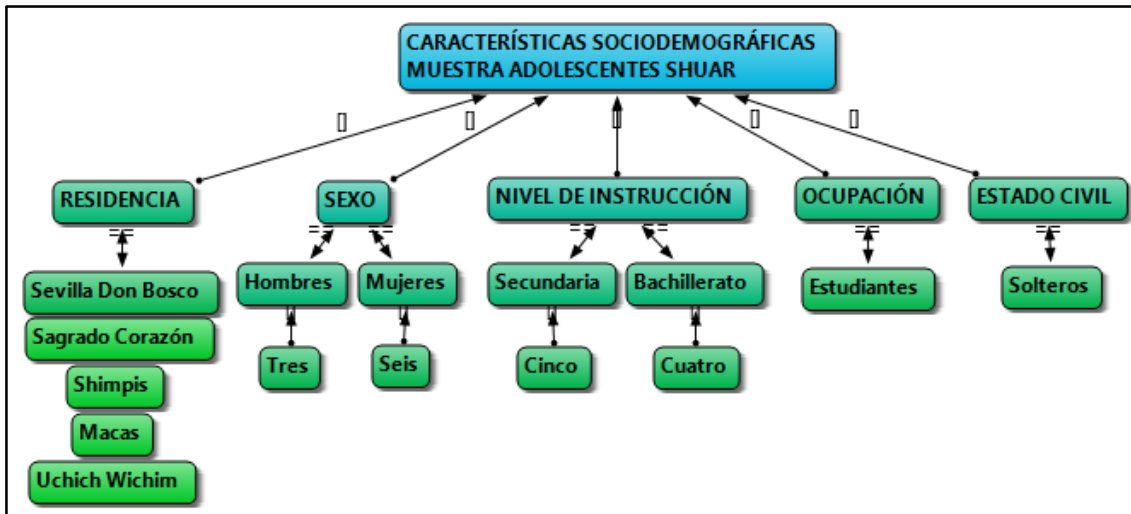 CARACTERÍSTICAS SOCIODEMOGRÁFICAS
MUESTRA ADOLESCENTES SHUAR
RESIDENCIA
SEXO
NIVEL DE INSTRUCCIÓN
OCUPACIÓN
ESTADO CIVIL
Sevilla Don Bosco
Sagrado Corazón
Shimpis
Macas
Uchich Wichim
Hombres
Mujeres
Tres
Seis
Secundaria
Bachillerato
Cinco
Cuatro
Estudiantes
Solteros